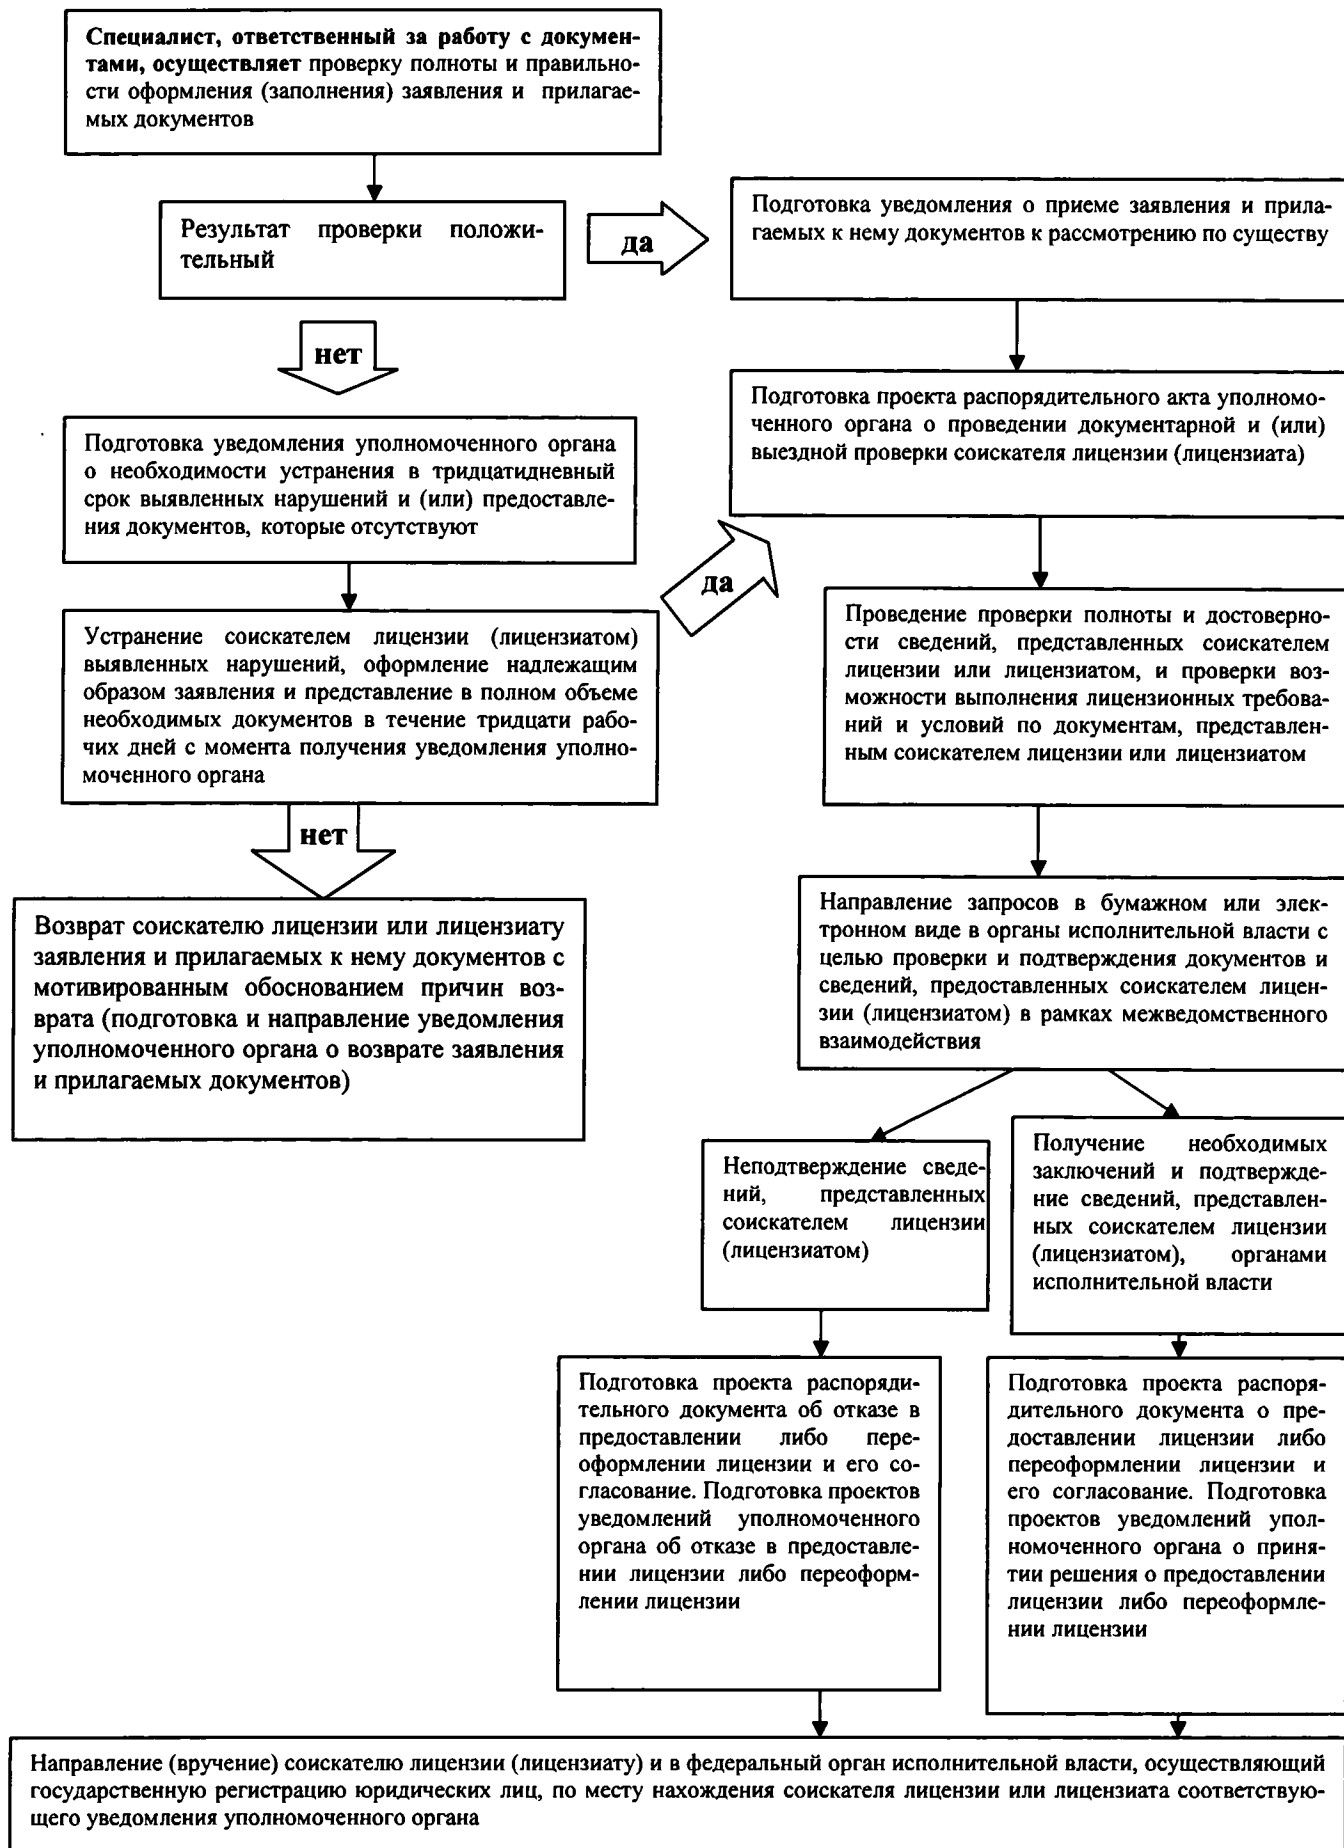 Специалист, ответственный за работу с докумен-
тами, осуществляет проверку полноты и правильно-
сти оформления (заполнения) заявления и прилагае-
мых документов
Результат проверки положи-
тельный
да
Подготовка уведомления о приеме заявления и прила-
гаемых к нему документов к рассмотрению по существу
нет
Подготовка проекта распорядительного акта уполномо-
ченного органа о проведении документарной и (или)
выездной проверки соискателя лицензии (лицензиата)
Подготовка уведомления уполномоченного органа
о необходимости устранения в тридцатидневный
срок выявленных нарушений и (или) предоставле-
ния документов, которые отсутствуют
да
Устранение соискателем лицензии (лицензиатом)
выявленных нарушений, оформление надлежащим
образом заявления и представление в полном объеме
необходимых документов в течение тридцати рабо-
чих дней с момента получения уведомления уполно-
моченного органа
Проведение проверки полноты и достоверно-
сти сведений, представленных соискателем
лицензии или лицензиатом, и проверки воз-
можности выполнения лицензионных требова-
ний и условий по документам, представлен-
ным соискателем лицензии или лицензиатом
нет
Возврат соискателю лицензии или лицензиату
заявления и прилагаемых к нему документов с
мотивированным обоснованием причин воз-
врата (подготовка и направление уведомления
уполномоченного органа о возврате заявления
и прилагаемых документов)
Направление запросов в бумажном или элек-
тронном виде в органы исполнительной власти с
целью проверки и подтверждения документов и
сведений, предоставленных соискателем лицен-
зии (лицензиатом) в рамках межведомственного
взаимодействия
Неподтверждение сведе-
ний, представленных
соискателем лицензии
(лицензиатом)
Получение необходимых
заключений и подтвержде-
ние сведений, представлен-
ных соискателем лицензии
(лицензиатом), органами
исполнительной власти
Подготовка проекта распоряди-
тельного документа об отказе в
предоставлении либо пере-
оформлении лицензии и его со-
гласование. Подготовка проектов
уведомлений уполномоченного
органа об отказе в предоставле-
нии лицензии либо переоформ-
лении лицензии
Подготовка проекта распоря-
дительного документа о пре-
доставлении лицензии либо
переоформлении лицензии и
его согласование. Подготовка
проектов уведомлений упол-
номоченного органа о приня-
тии решения о предоставлении
лицензии либо переоформле-
нии лицензии
Направление (вручение) соискателю лицензии (лицензиату) и в федеральный орган исполнительной власти, осуществляющий
государственную регистрацию юридических лиц, по месту нахождения соискателя лицензии или лицензиата соответствую-
щего уведомления уполномоченного органа